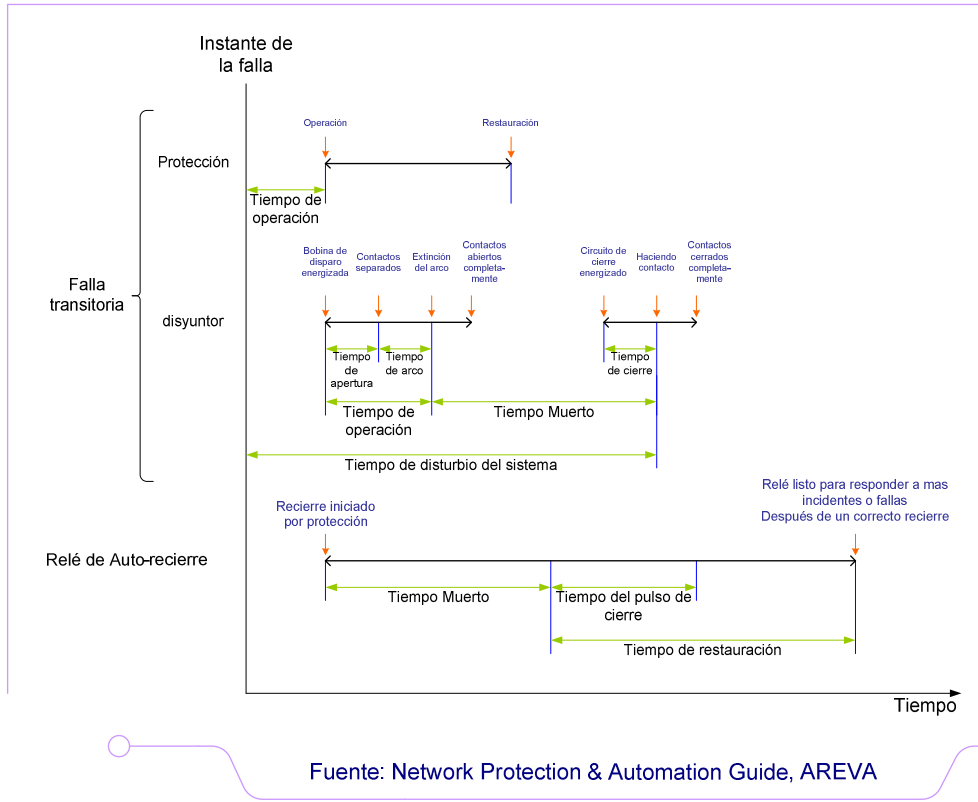 Instante de
la falla
Operación
Restauración
Protección
Tiempo de
operación
Bobina de
disparo
energizada
Contactos
separados
Extinción
del arco
Contactos
abiertos
completa-
mente
Circuito de
cierre
energizado
Haciendo
contacto
Contactos
cerrados
completa-
mente
Falla
transitoria
disyuntor
Tiempo
de
apertura
Tiempo
de arco
Tiempo
de cierre
Tiempo de
operación
Tiempo Muerto
Tiempo de disturbio del sistema
Recierre iniciado
por protección
Relé listo para responder a mas
incidentes o fallas
Después de un correcto recierre
Relé de Auto-recierre
Tiempo Muerto
Tiempo del pulso de
cierre
Tiempo de restauración
Tiempo
Fuente: Network Protection & Automation Guide, AREVA